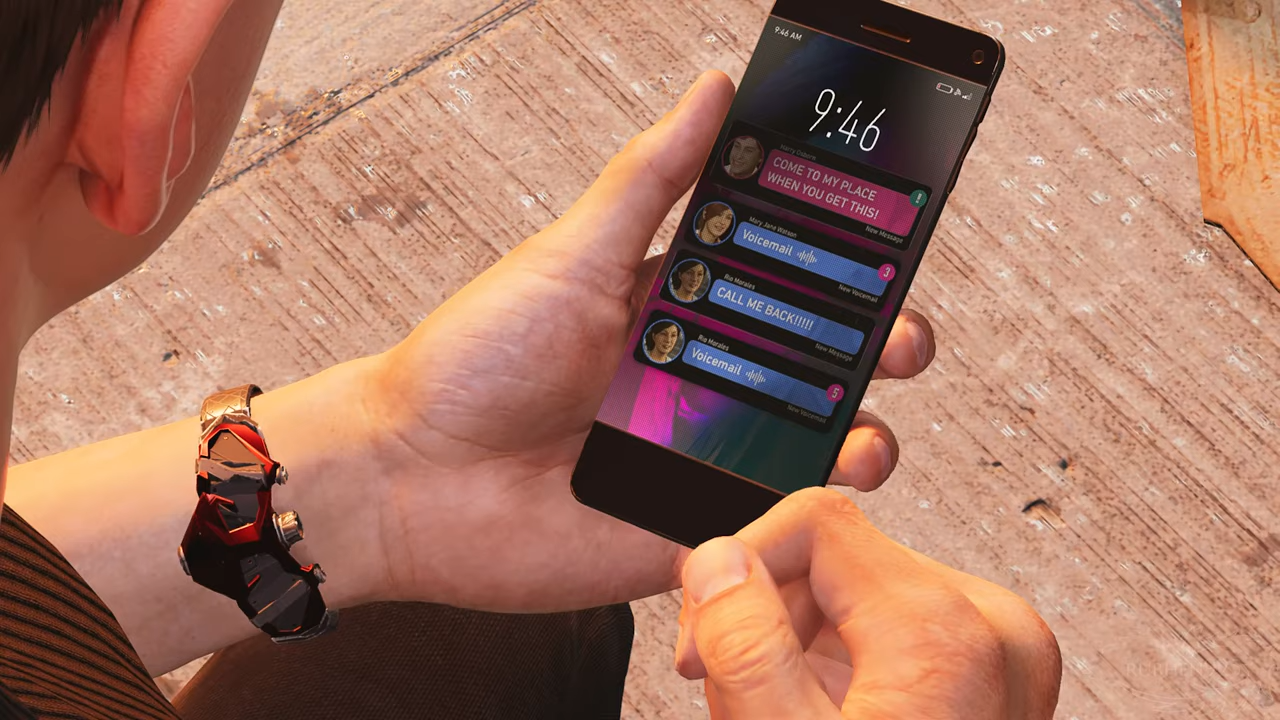 9:46 AM
9:46
Harry Osborn
COME TO MY PLACE
WHEN YOU GET THIS!
!
New Message
Mary Jane Watson
Voicemail
3
New Voicemail
Rio Morales
CALL ME BACK!!!!!
New Message
Rio Morales
Voicemail
5
New Voicemail